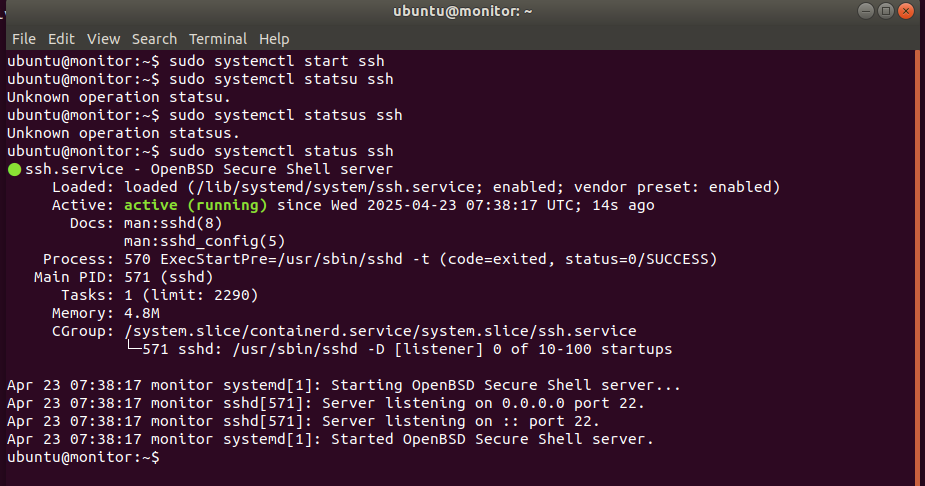 ubuntu@monitor: ~
File Edit View Search Terminal Help
ubuntu@monitor:~$ sudo systemctl start ssh
ubuntu@monitor:~$ sudo systemctl statsu ssh
Unknown operation statsu.
ubuntu@monitor:~$ sudo systemctl statsus ssh
Unknown operation statsus.
ubuntu@monitor:~$ sudo systemctl status ssh
● ssh.service - OpenBSD Secure Shell server
     Loaded: loaded (/lib/systemd/system/ssh.service; enabled; vendor preset: enabled)
     Active: active (running) since Wed 2025-04-23 07:38:17 UTC; 14s ago
       Docs: man:sshd(8)
             man:sshd_config(5)
    Process: 570 ExecStartPre=/usr/sbin/sshd -t (code=exited, status=0/SUCCESS)
   Main PID: 571 (sshd)
      Tasks: 1 (limit: 2290)
     Memory: 4.8M
     CGroup: /system.slice/containerd.service/system.slice/ssh.service
             └─571 sshd: /usr/sbin/sshd -D [listener] 0 of 10-100 startups

Apr 23 07:38:17 monitor systemd[1]: Starting OpenBSD Secure Shell server...
Apr 23 07:38:17 monitor sshd[571]: Server listening on 0.0.0.0 port 22.
Apr 23 07:38:17 monitor sshd[571]: Server listening on :: port 22.
Apr 23 07:38:17 monitor systemd[1]: Started OpenBSD Secure Shell server.
ubuntu@monitor:~$